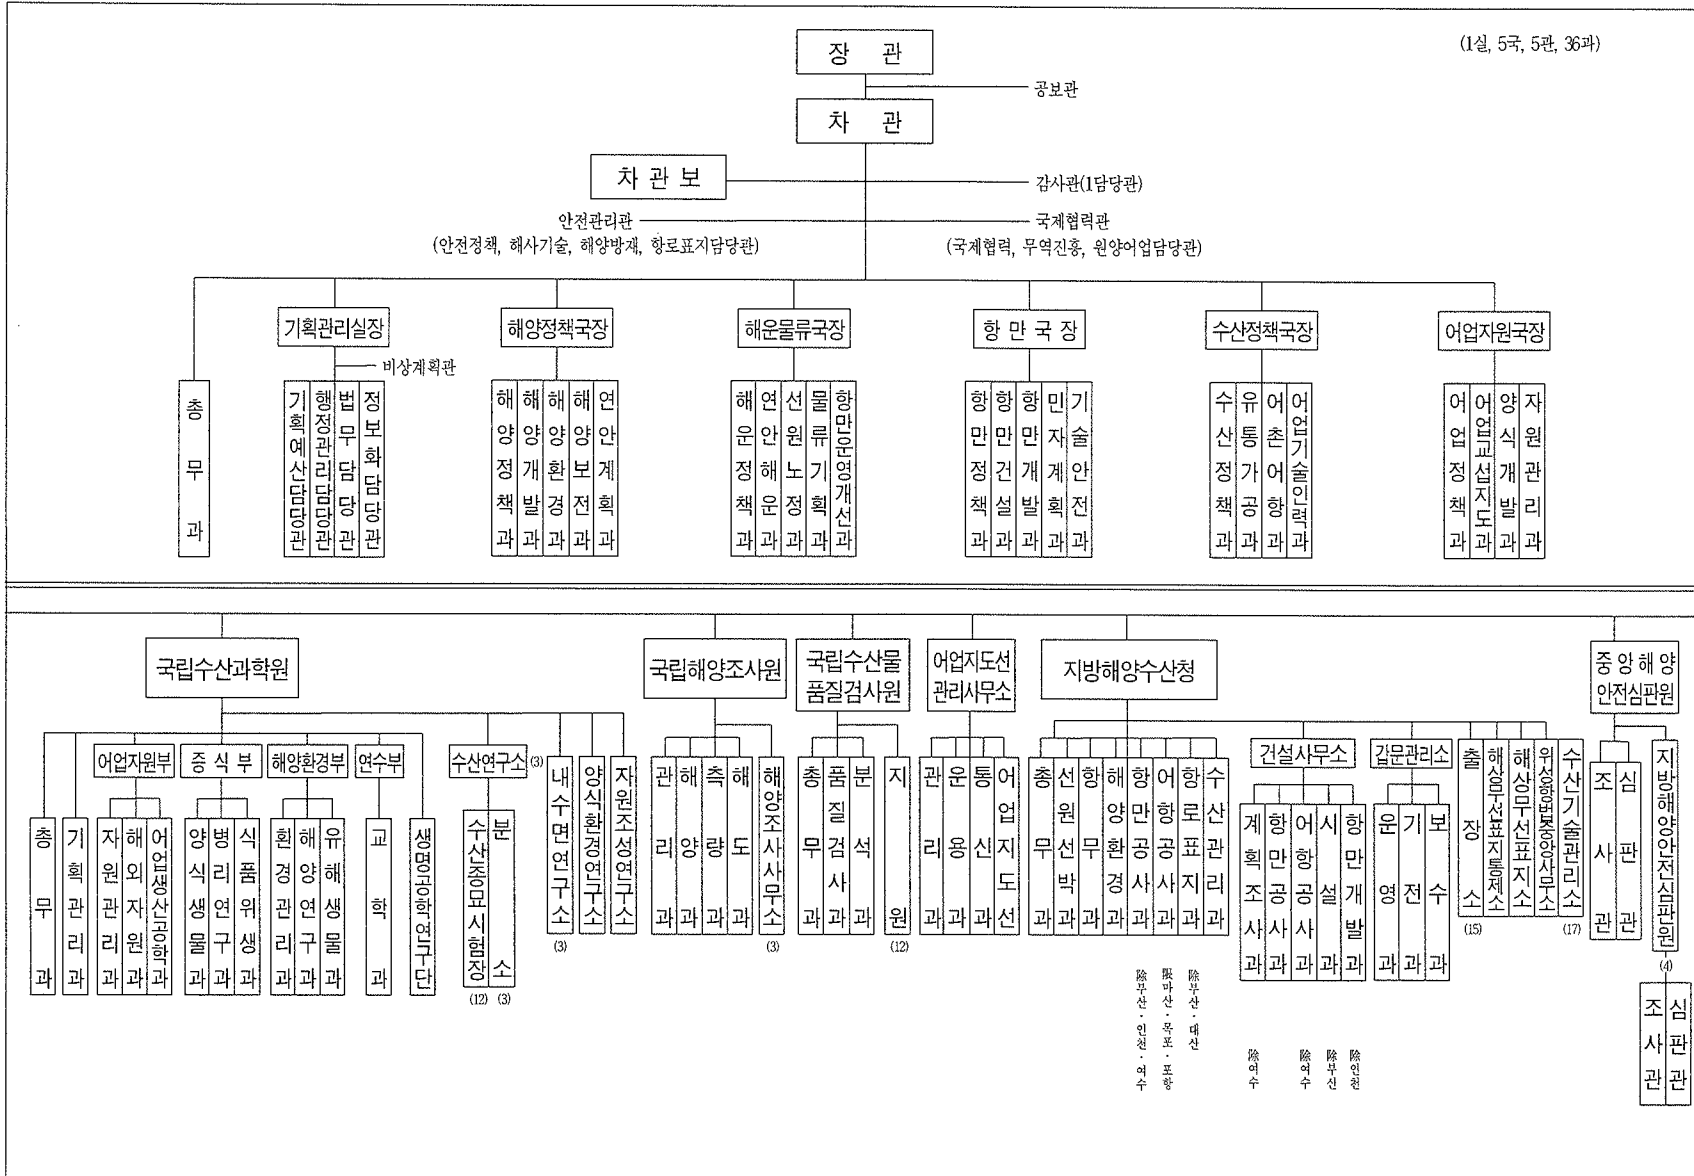 (1실, 5국, 5관, 36과)
장 관
공보관
차 관
차 관 보
감사관(1담당관)
안전관리관
(안전정책, 해사기술, 해양방재, 항로표지담당관)
국제협력관
(국제협력, 무역진흥, 원양어업담당관)
기획관리실장
해양정책국장
해운물류국장
항 만 국 장
수산정책국장
어업자원국장
비상계획관
총무과
기획예산담당관
행정관리담당관
법무담당관
정보화담당관
해양정책과
해양개발과
해양환경과
해양보전과
연안계획과
해운정책과
연안해운과
선원노정과
물류기획과
항만운영개선과
항만정책과
항만건설과
항만개발과
민자계획과
기술안전과
수산정책과
유통가공과
어촌어항과
어업기술인력과
어업정책과
어업교섭지도과
양식개발과
자원관리과
국립수산과학원
국립해양조사원
국립수산물
품질검사원
어업지도선
관리사무소
지방해양수산청
중앙해양
안전심판원
어업자원부
증 식 부
해양환경부
연수부
수산연구소 (3)
총무과
기획관리과
자원관리과
해외자원과
어업생산공학과
양식생물과
병리연구과
식품위생과
환경관리과
해양연구과
유해생물과
교학과
생명공학연구단
수산종묘시험장
(12)
분소
(3)
내수면연구소
(3)
양식환경연구소
자원조성연구소
관리과
해양과
측량과
해도과
해양조사사무소
(3)
총무과
품질검사과
분석과
지원
(12)
관리과
운용과
통신과
어업지도선
총무과
선원선박과
항무과
해양환경과
항만공사과
除부산·인천·여수
어항공사과
限마산·목포·포항
항로표지과
除부산·대산
수산관리과
건설사무소
계획조사과
除여수
항만공사과
어항공사과
除여수
시설과
除부산
항만개발과
除인천
갑문관리소
운영과
기전과
보수과
출장소
(15)
해상무선표지통제소
해상무선표지소
위성항법중앙사무소
수산기술관리소
(17)
조사관
심판관
지방해양안전심판원
(4)
조사관
심판관